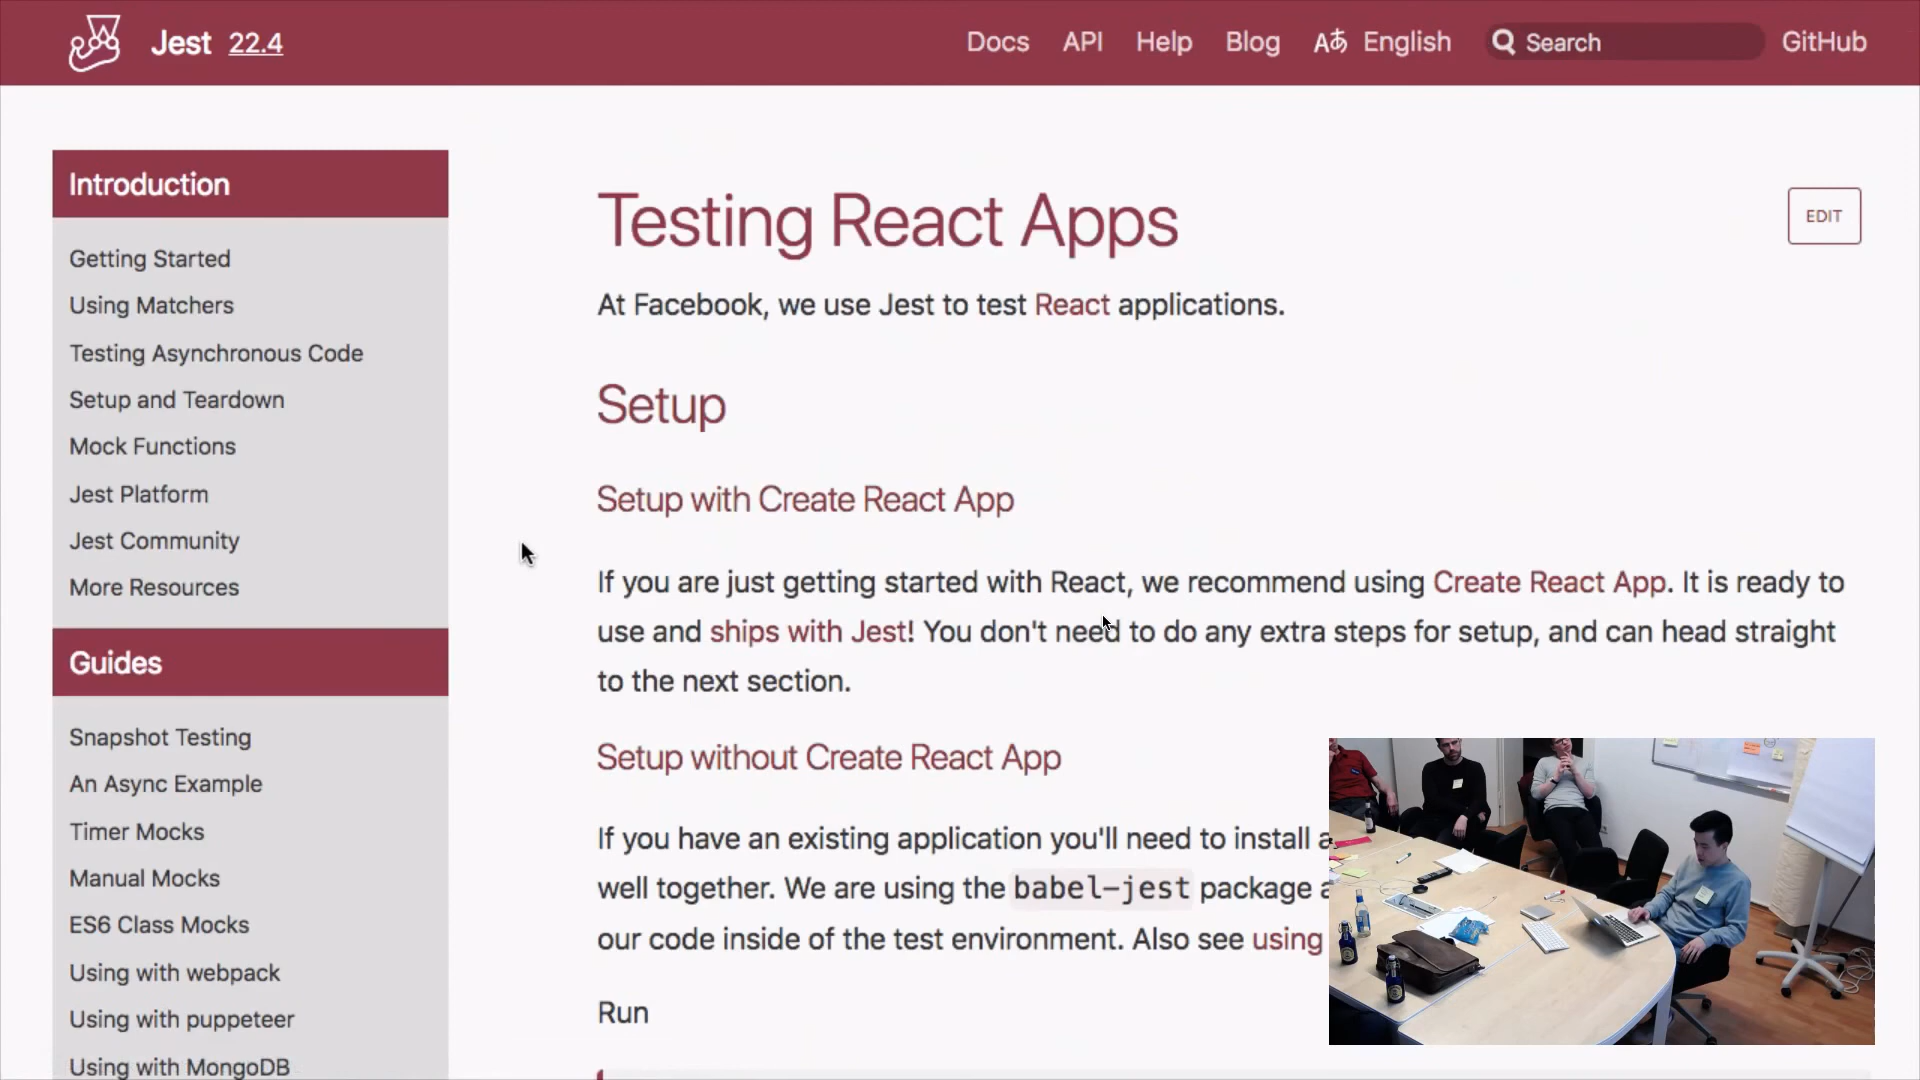 Jest 22.4
Docs API Help Blog Aあ English Search GitHub
Introduction
Getting Started
Using Matchers
Testing Asynchronous Code
Setup and Teardown
Mock Functions
Jest Platform
Jest Community
More Resources
Guides
Snapshot Testing
An Async Example
Timer Mocks
Manual Mocks
ES6 Class Mocks
Using with webpack
Using with puppeteer
Using with MongoDB
Testing React Apps
EDIT
At Facebook, we use Jest to test React applications.
Setup
Setup with Create React App
If you are just getting started with React, we recommend using Create React App. It is ready to
use and ships with Jest! You don't need to do any extra steps for setup, and can head straight
to the next section.
Setup without Create React App
If you have an existing application you'll need to install
well together. We are using the babel-jest package
our code inside of the test environment. Also see using
Run